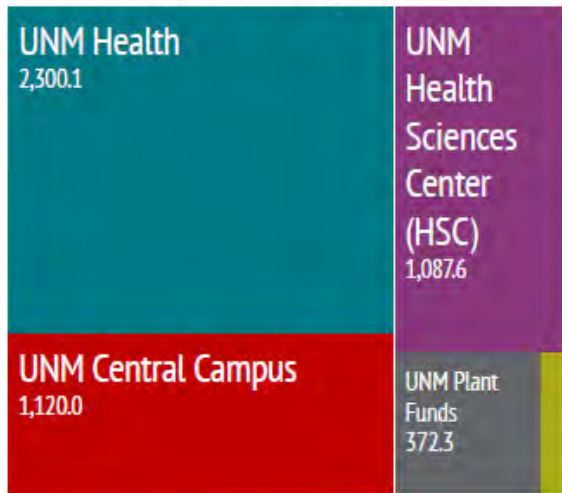 UNM Health
2,300.1
UNM
Health
Sciences
Center
(HSC)
1,087.6
UNM Central Campus
1,120.0
UNM Plant
Funds
372.3